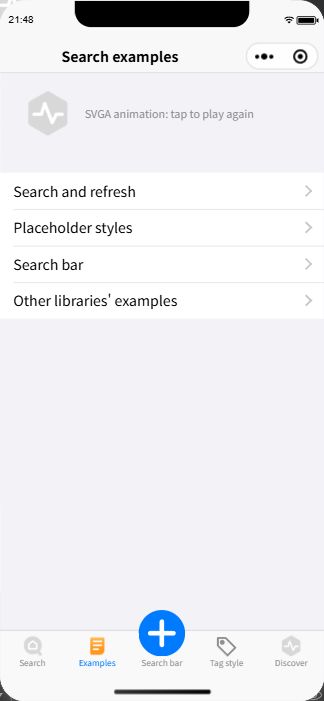 21:48
Search examples
SVGA animation: tap to play again
Search and refresh
Placeholder styles
Search bar
Other libraries' examples
Search
Examples
Search bar
Tag style
Discover